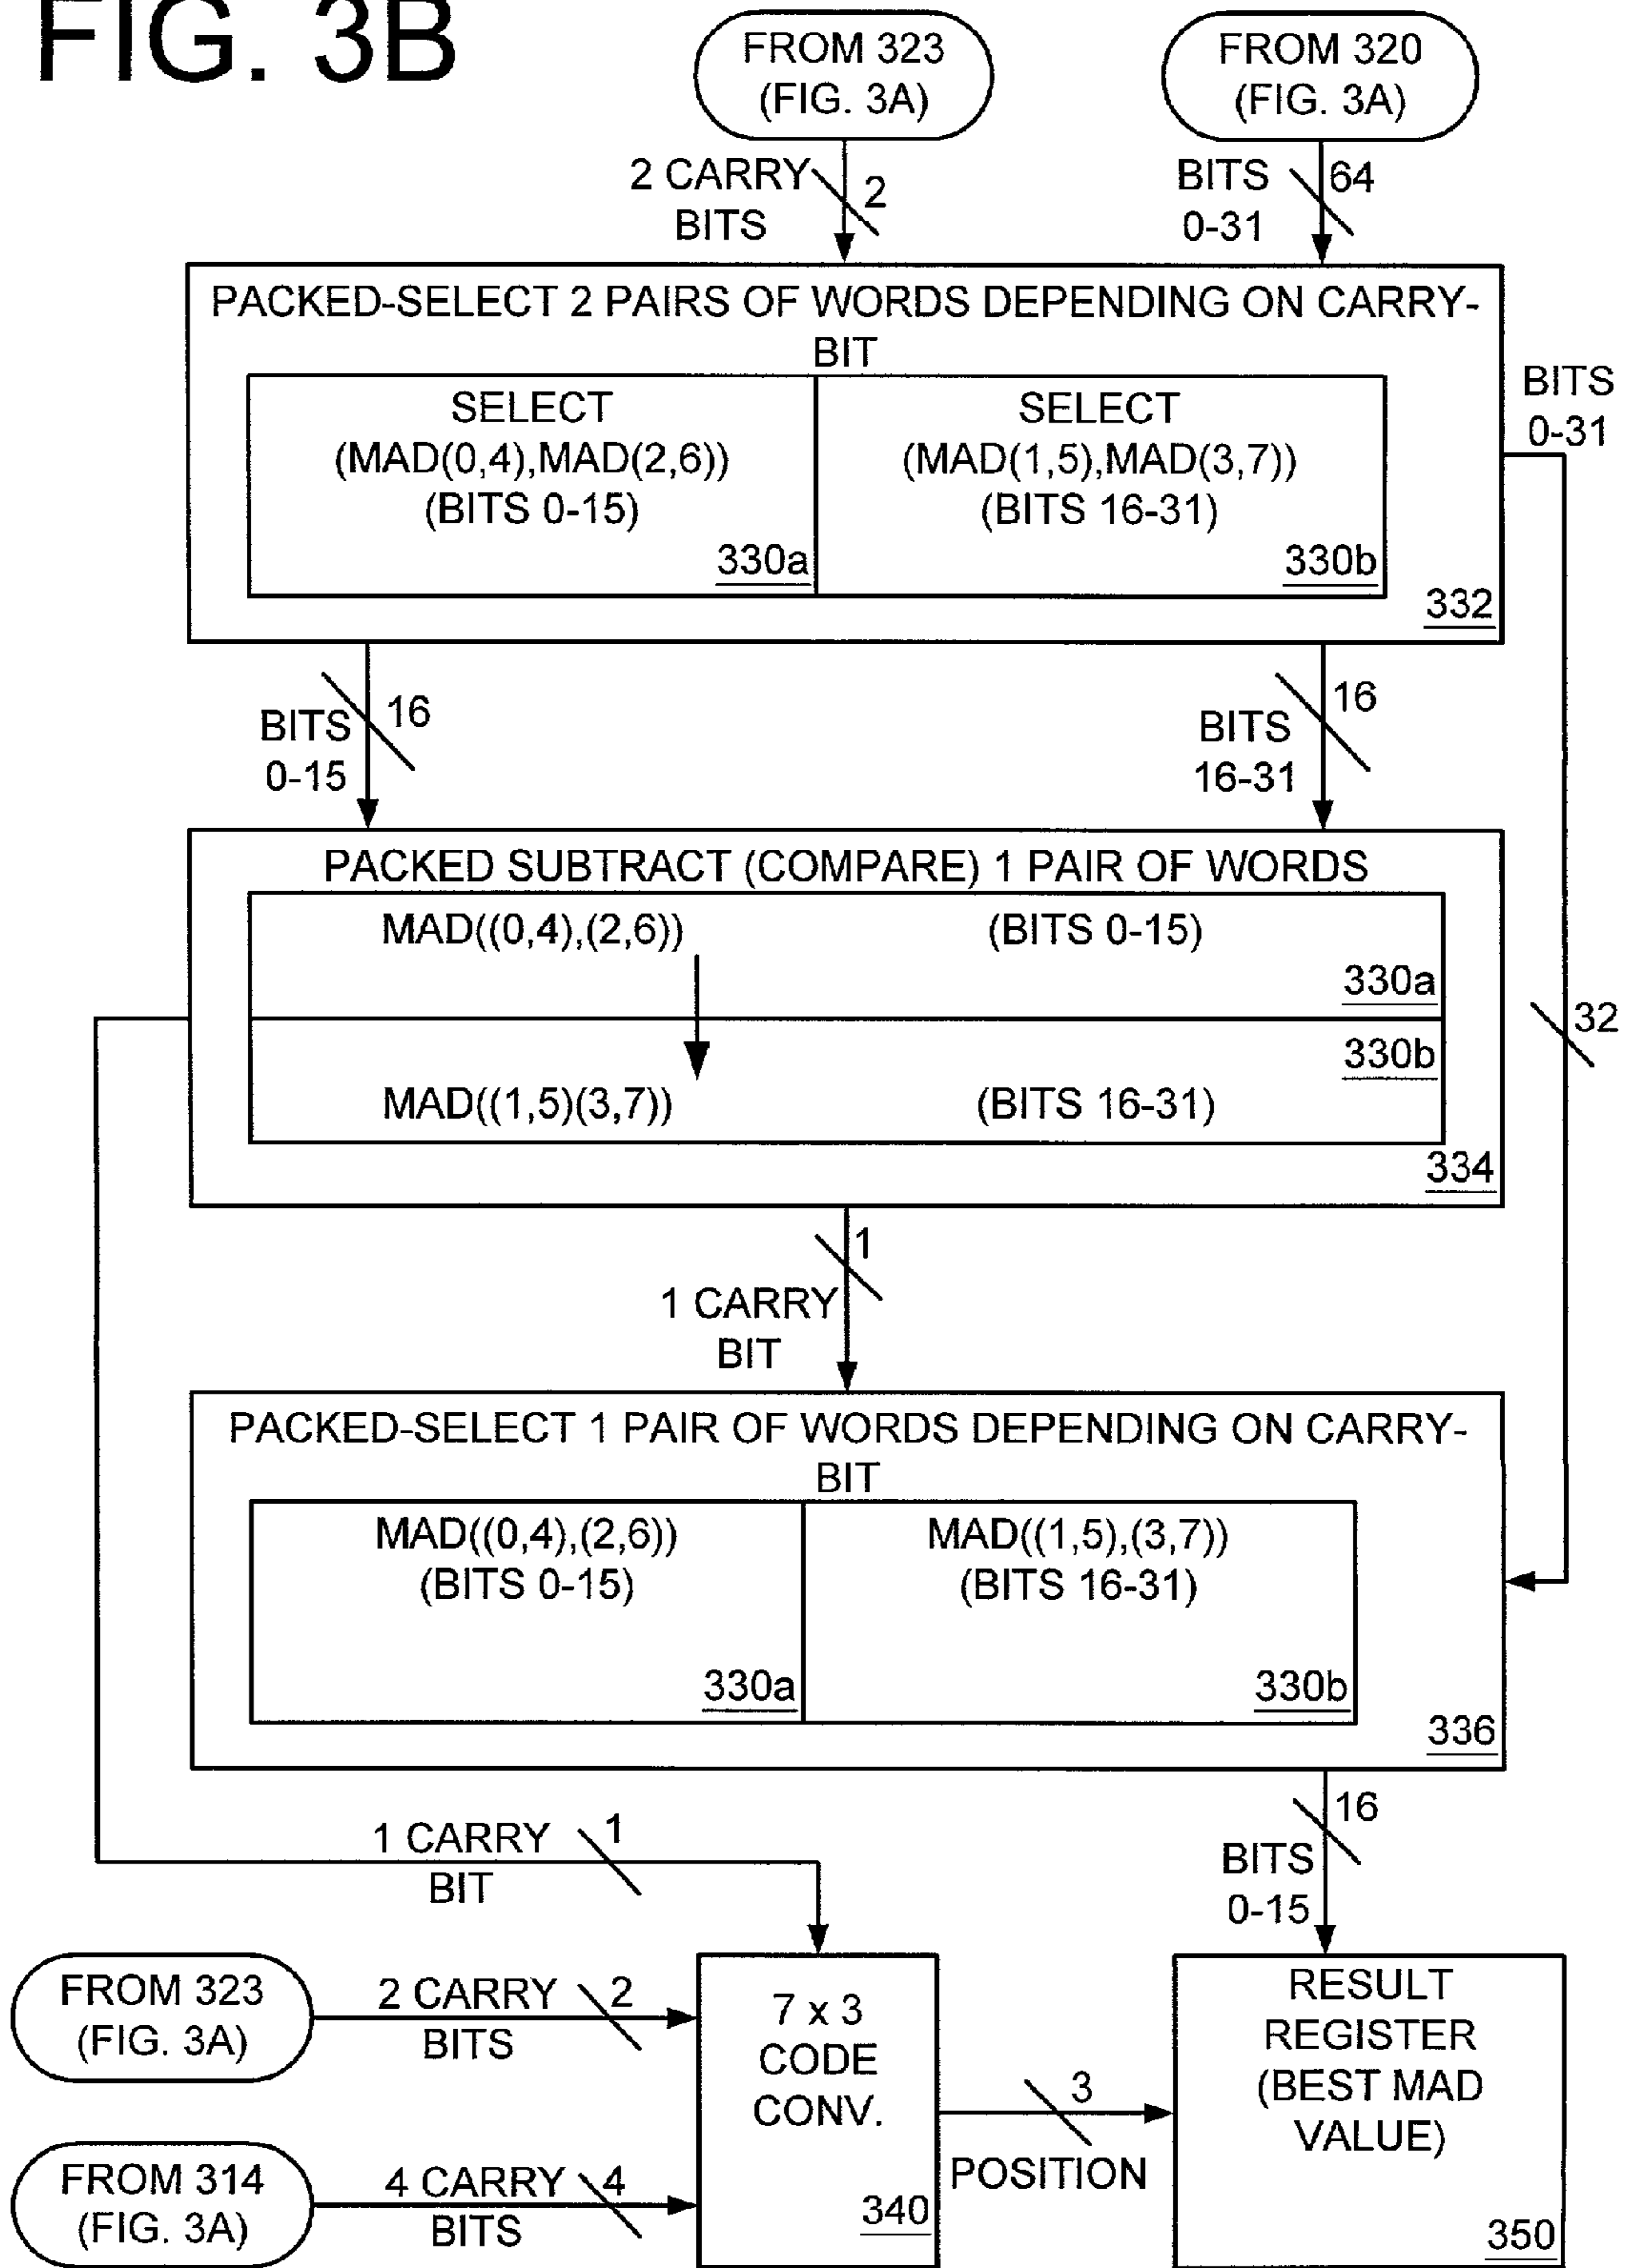 FIG. 3B
FROM 323
(FIG. 3A)
FROM 320
(FIG. 3A)
2 CARRY
BITS
2
BITS
0-31
64
PACKED-SELECT 2 PAIRS OF WORDS DEPENDING ON CARRY-
BIT
SELECT
(MAD(0,4),MAD(2,6))
(BITS 0-15)
330a
SELECT
(MAD(1,5),MAD(3,7))
(BITS 16-31)
330b
332
BITS
0-31
BITS
0-15
16
BITS
16-31
16
PACKED SUBTRACT (COMPARE) 1 PAIR OF WORDS
MAD((0,4),(2,6)) (BITS 0-15)
330a
330b
MAD((1,5)(3,7)) (BITS 16-31)
334
32
1
1 CARRY
BIT
PACKED-SELECT 1 PAIR OF WORDS DEPENDING ON CARRY-
BIT
MAD((0,4),(2,6))
(BITS 0-15)
330a
MAD((1,5),(3,7))
(BITS 16-31)
330b
336
1 CARRY
BIT
1
16
BITS
0-15
FROM 323
(FIG. 3A)
2 CARRY
BITS
2
FROM 314
(FIG. 3A)
4 CARRY
BITS
4
7 x 3
CODE
CONV.
340
3
POSITION
RESULT
REGISTER
(BEST MAD
VALUE)
350